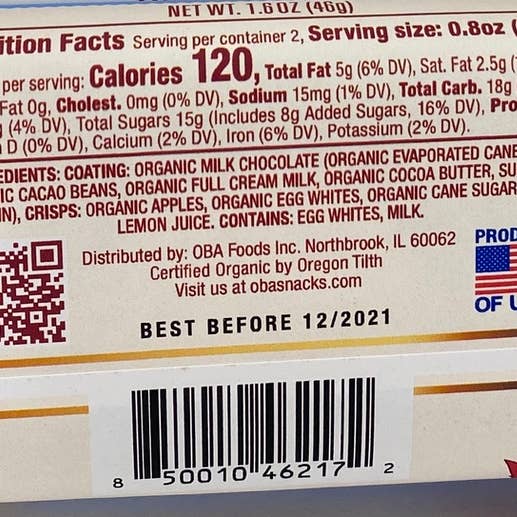 NET WT. 1.6 OZ (46g)
ition Facts Serving per container 2, Serving size: 0.8oz (
per serving: Calories 120, Total Fat 5g (6% DV), Sat. Fat 2.5g (
Fat 0g, Cholest. 0mg (0% DV), Sodium 15mg (1% DV), Total Carb. 18g
(4% DV), Total Sugars 15g (Includes 8g Added Sugars, 16% DV), Pro
D (0% DV), Calcium (2% DV), Iron (6% DV), Potassium (2% DV).
EDIENTS: COATING: ORGANIC MILK CHOCOLATE (ORGANIC EVAPORATED CANE
IC CACAO BEANS, ORGANIC FULL CREAM MILK, ORGANIC COCOA BUTTER, SU
IN), CRISPS: ORGANIC APPLES, ORGANIC EGG WHITES, ORGANIC CANE SUGAR
LEMON JUICE. CONTAINS: EGG WHITES, MILK.
Distributed by: OBA Foods Inc. Northbrook, IL 60062
Certified Organic by Oregon Tilth
Visit us at obasnacks.com
PROD
OF U
BEST BEFORE 12/2021
8 50010 46217 2